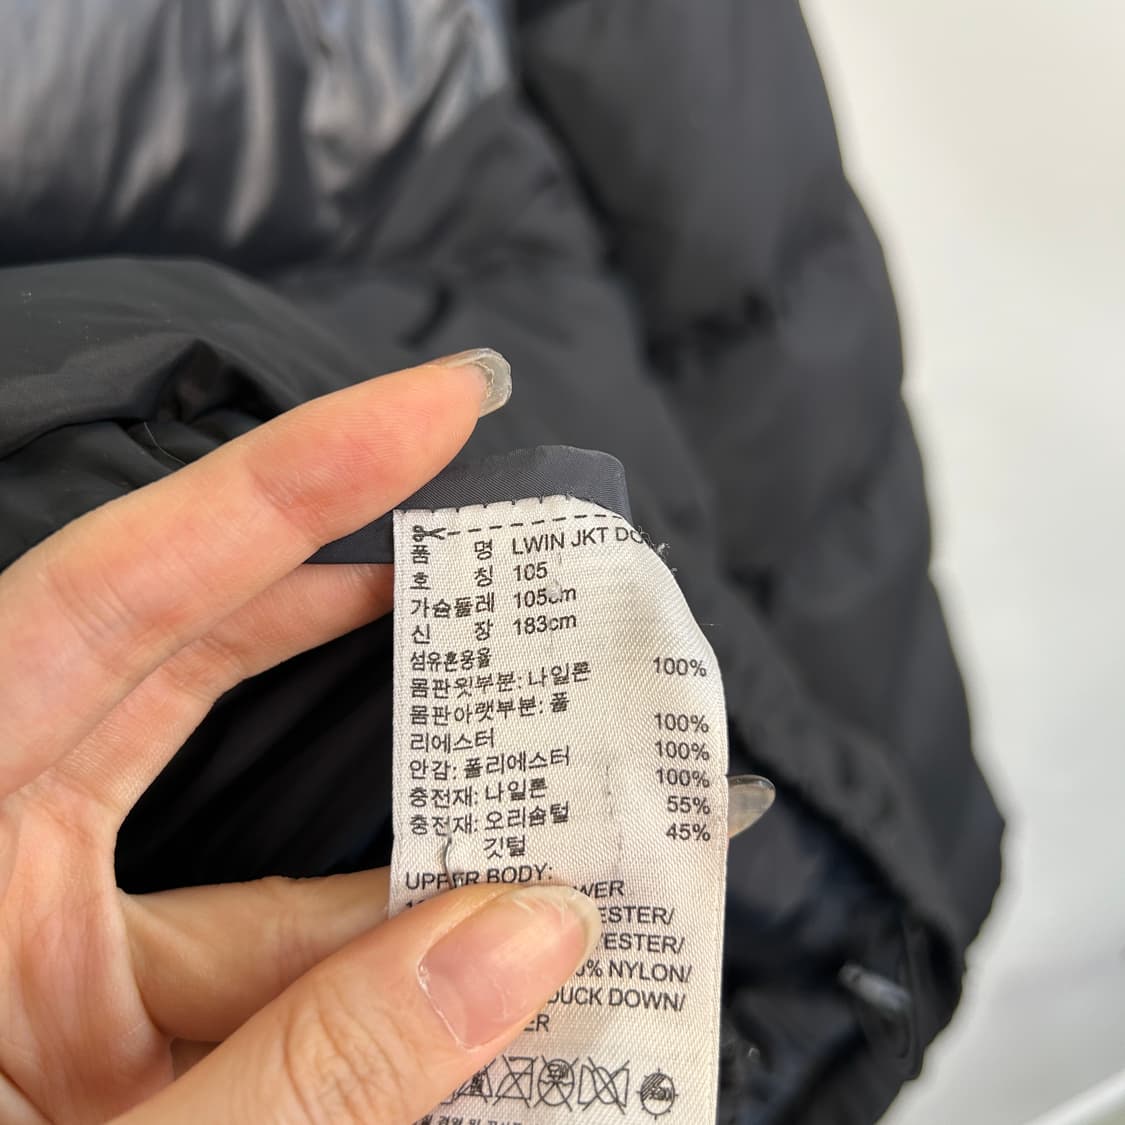 품 명 LWIN JKT DO
호 칭 105
가슴둘레 105cm
신 장 183cm
섬유혼용율
몸판윗부분: 나일론 100%
몸판아랫부분: 폴
리에스터 100%
안감: 폴리에스터 100%
충전재: 나일론 100%
충전재: 오리솜털 55%
깃털 45%
UPPER BODY:
WER
ESTER/
YESTER/
0% NYLON/
DUCK DOWN/
ER